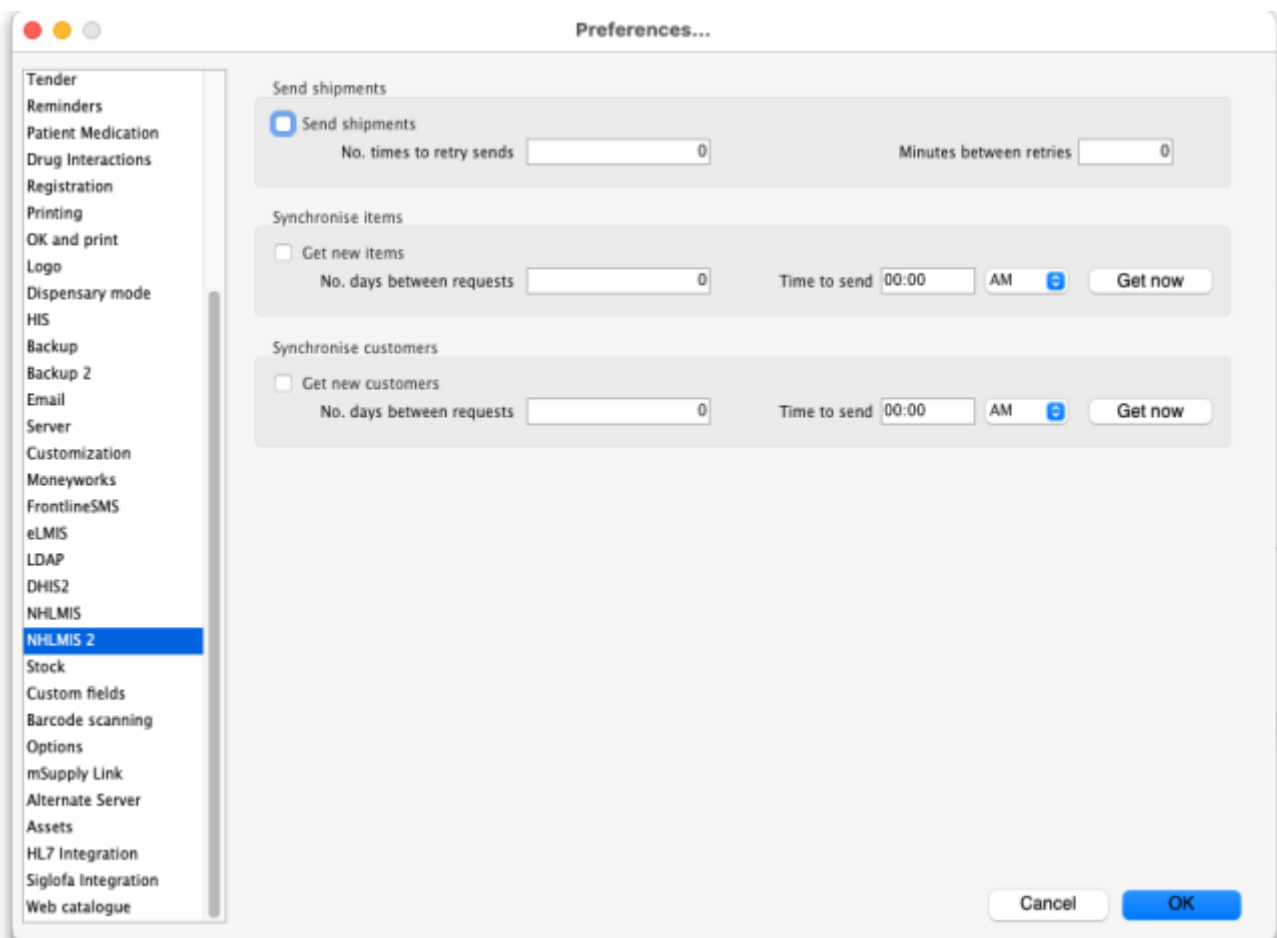 Preferences...
Tender
Reminders
Patient Medication
Drug Interactions
Registration
Printing
OK and print
Logo
Dispensary mode
HIS
Backup
Backup 2
Email
Server
Customization
Moneyworks
FrontlineSMS
eLMIS
LDAP
DHIS2
NHLMIS
NHLMIS 2
Stock
Custom fields
Barcode scanning
Options
mSupply Link
Alternate Server
Assets
HL7 Integration
Siglofa Integration
Web catalogue
Send shipments
Send shipments
No. times to retry sends 0 Minutes between retries 0
Synchronise items
Get new items
No. days between requests 0 Time to send 00:00 AM Get now
Synchronise customers
Get new customers
No. days between requests 0 Time to send 00:00 AM Get now
Cancel OK